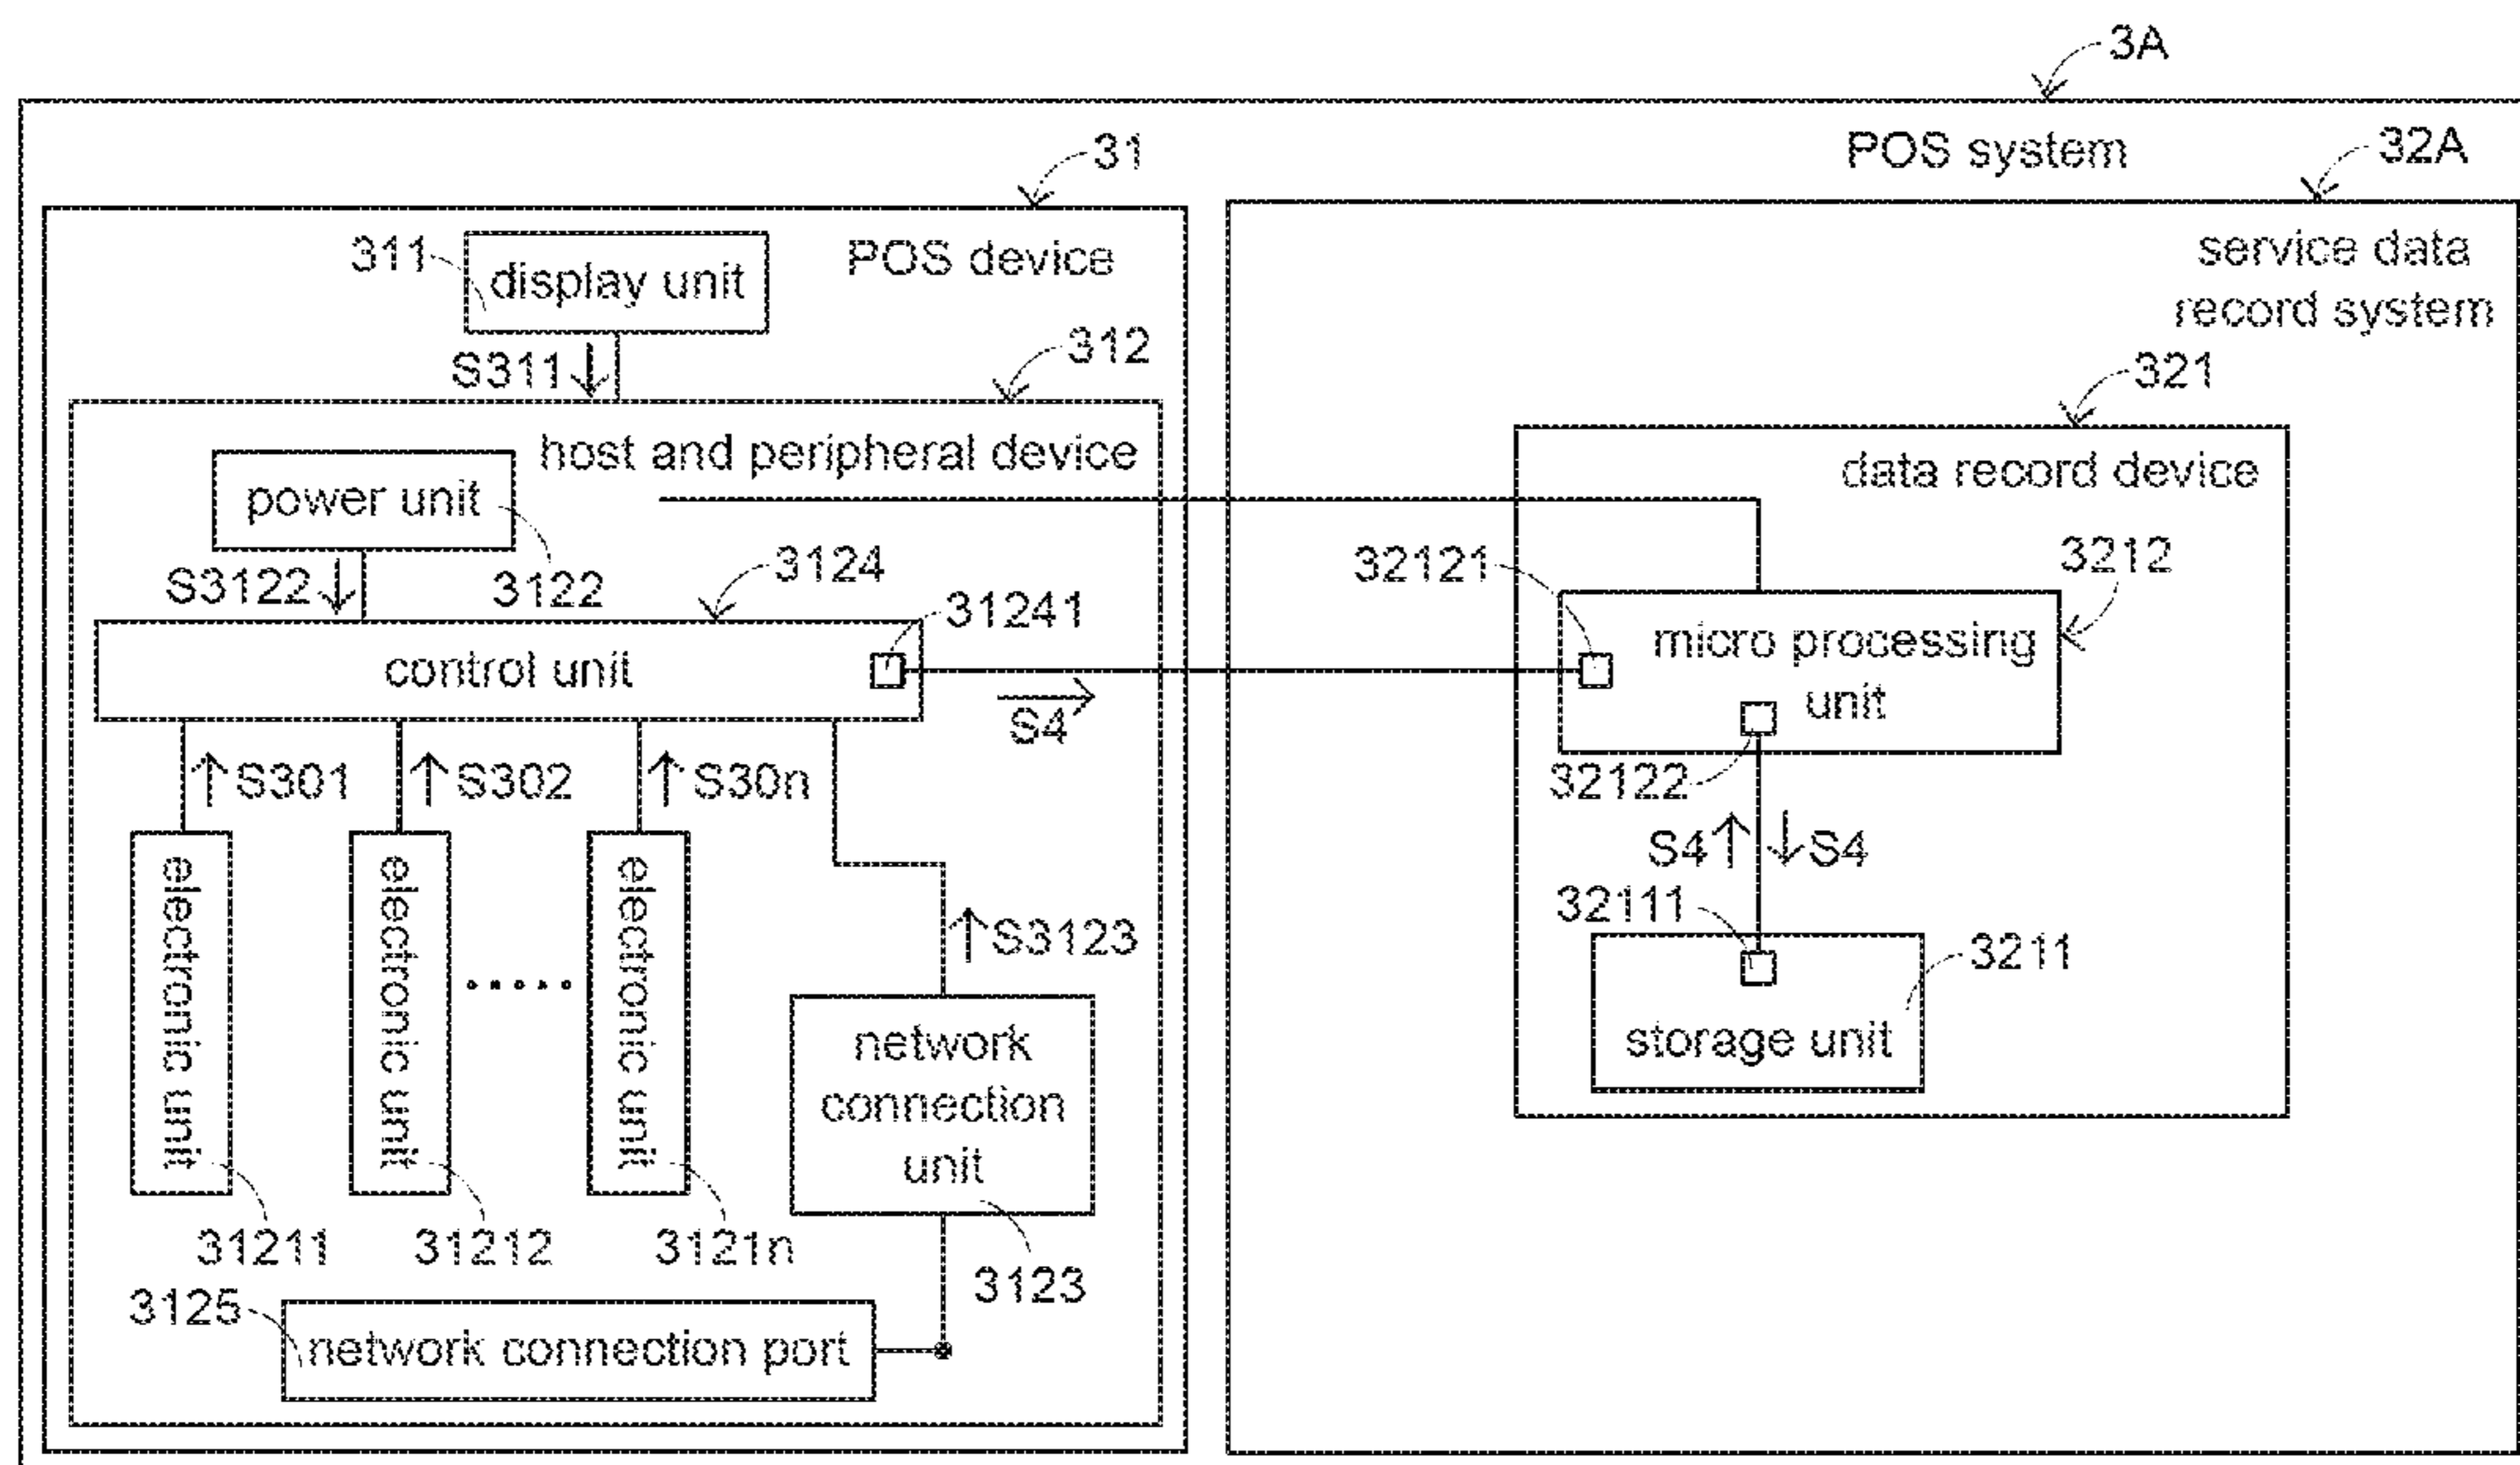 3A
POS system
31
32A
POS device
service data
record system
311
display unit
S311
312
321
host and peripheral device
data record device
power unit
S3122
3122
3124
31241
32121
3212
control unit
micro processing
unit
S4
S301
S302
S30n
32122
S4
S4
32111
electronic unit
electronic unit
.....
electronic unit
S3123
3211
storage unit
network
connection
unit
31211
31212
3121n
3123
3125
network connection port